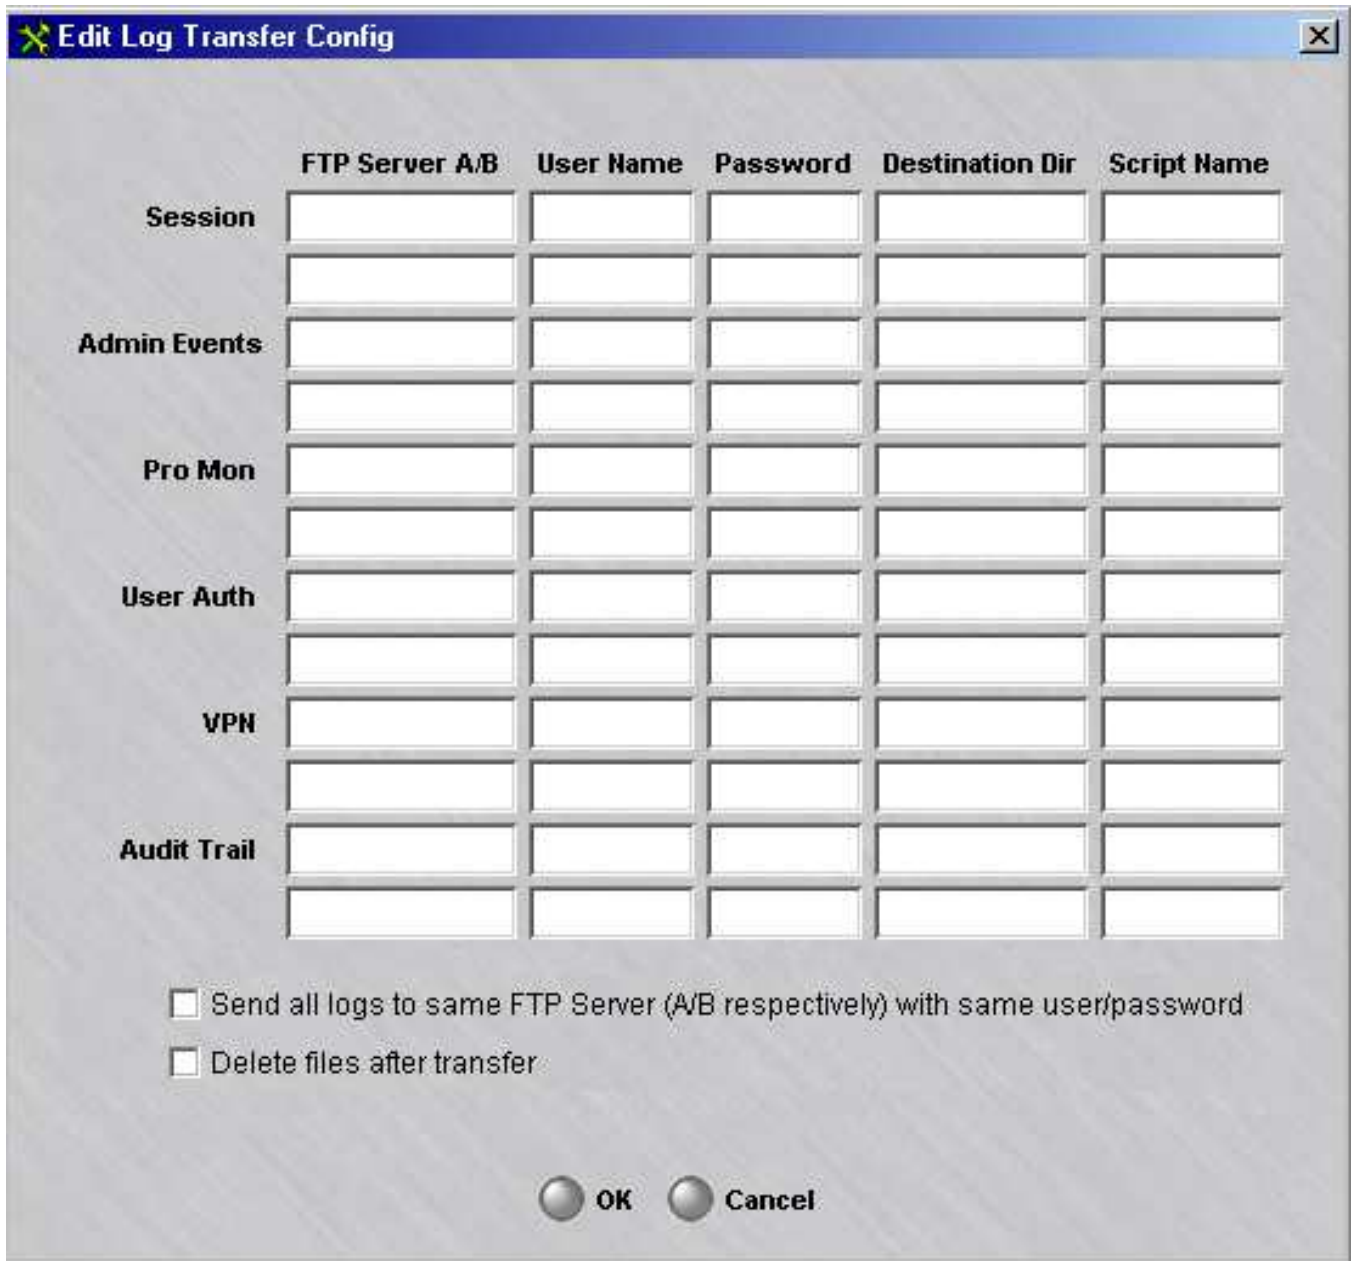 Edit Log Transfer Config
FTP Server A/B User Name Password Destination Dir Script Name
Session
Admin Events
Pro Mon
User Auth
VPN
Audit Trail
Send all logs to same FTP Server (A/B respectively) with same user/password
Delete files after transfer
OK Cancel